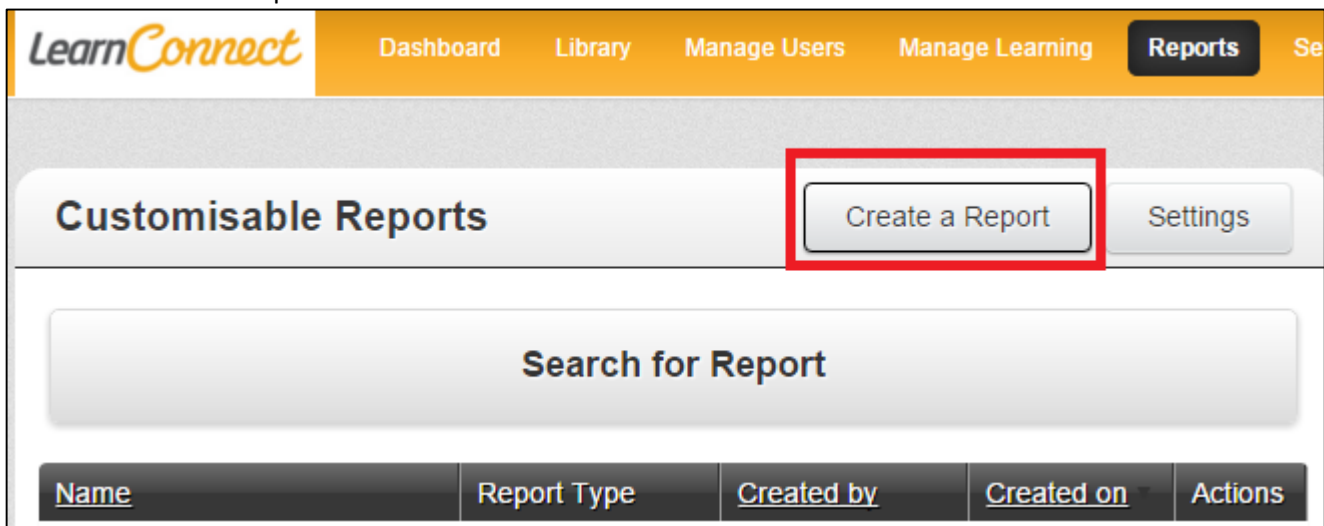 LearnConnect Dashboard Library Manage Users Manage Learning Reports Se
Customisable Reports Create a Report Settings
Search for Report
Name Report Type Created by Created on Actions